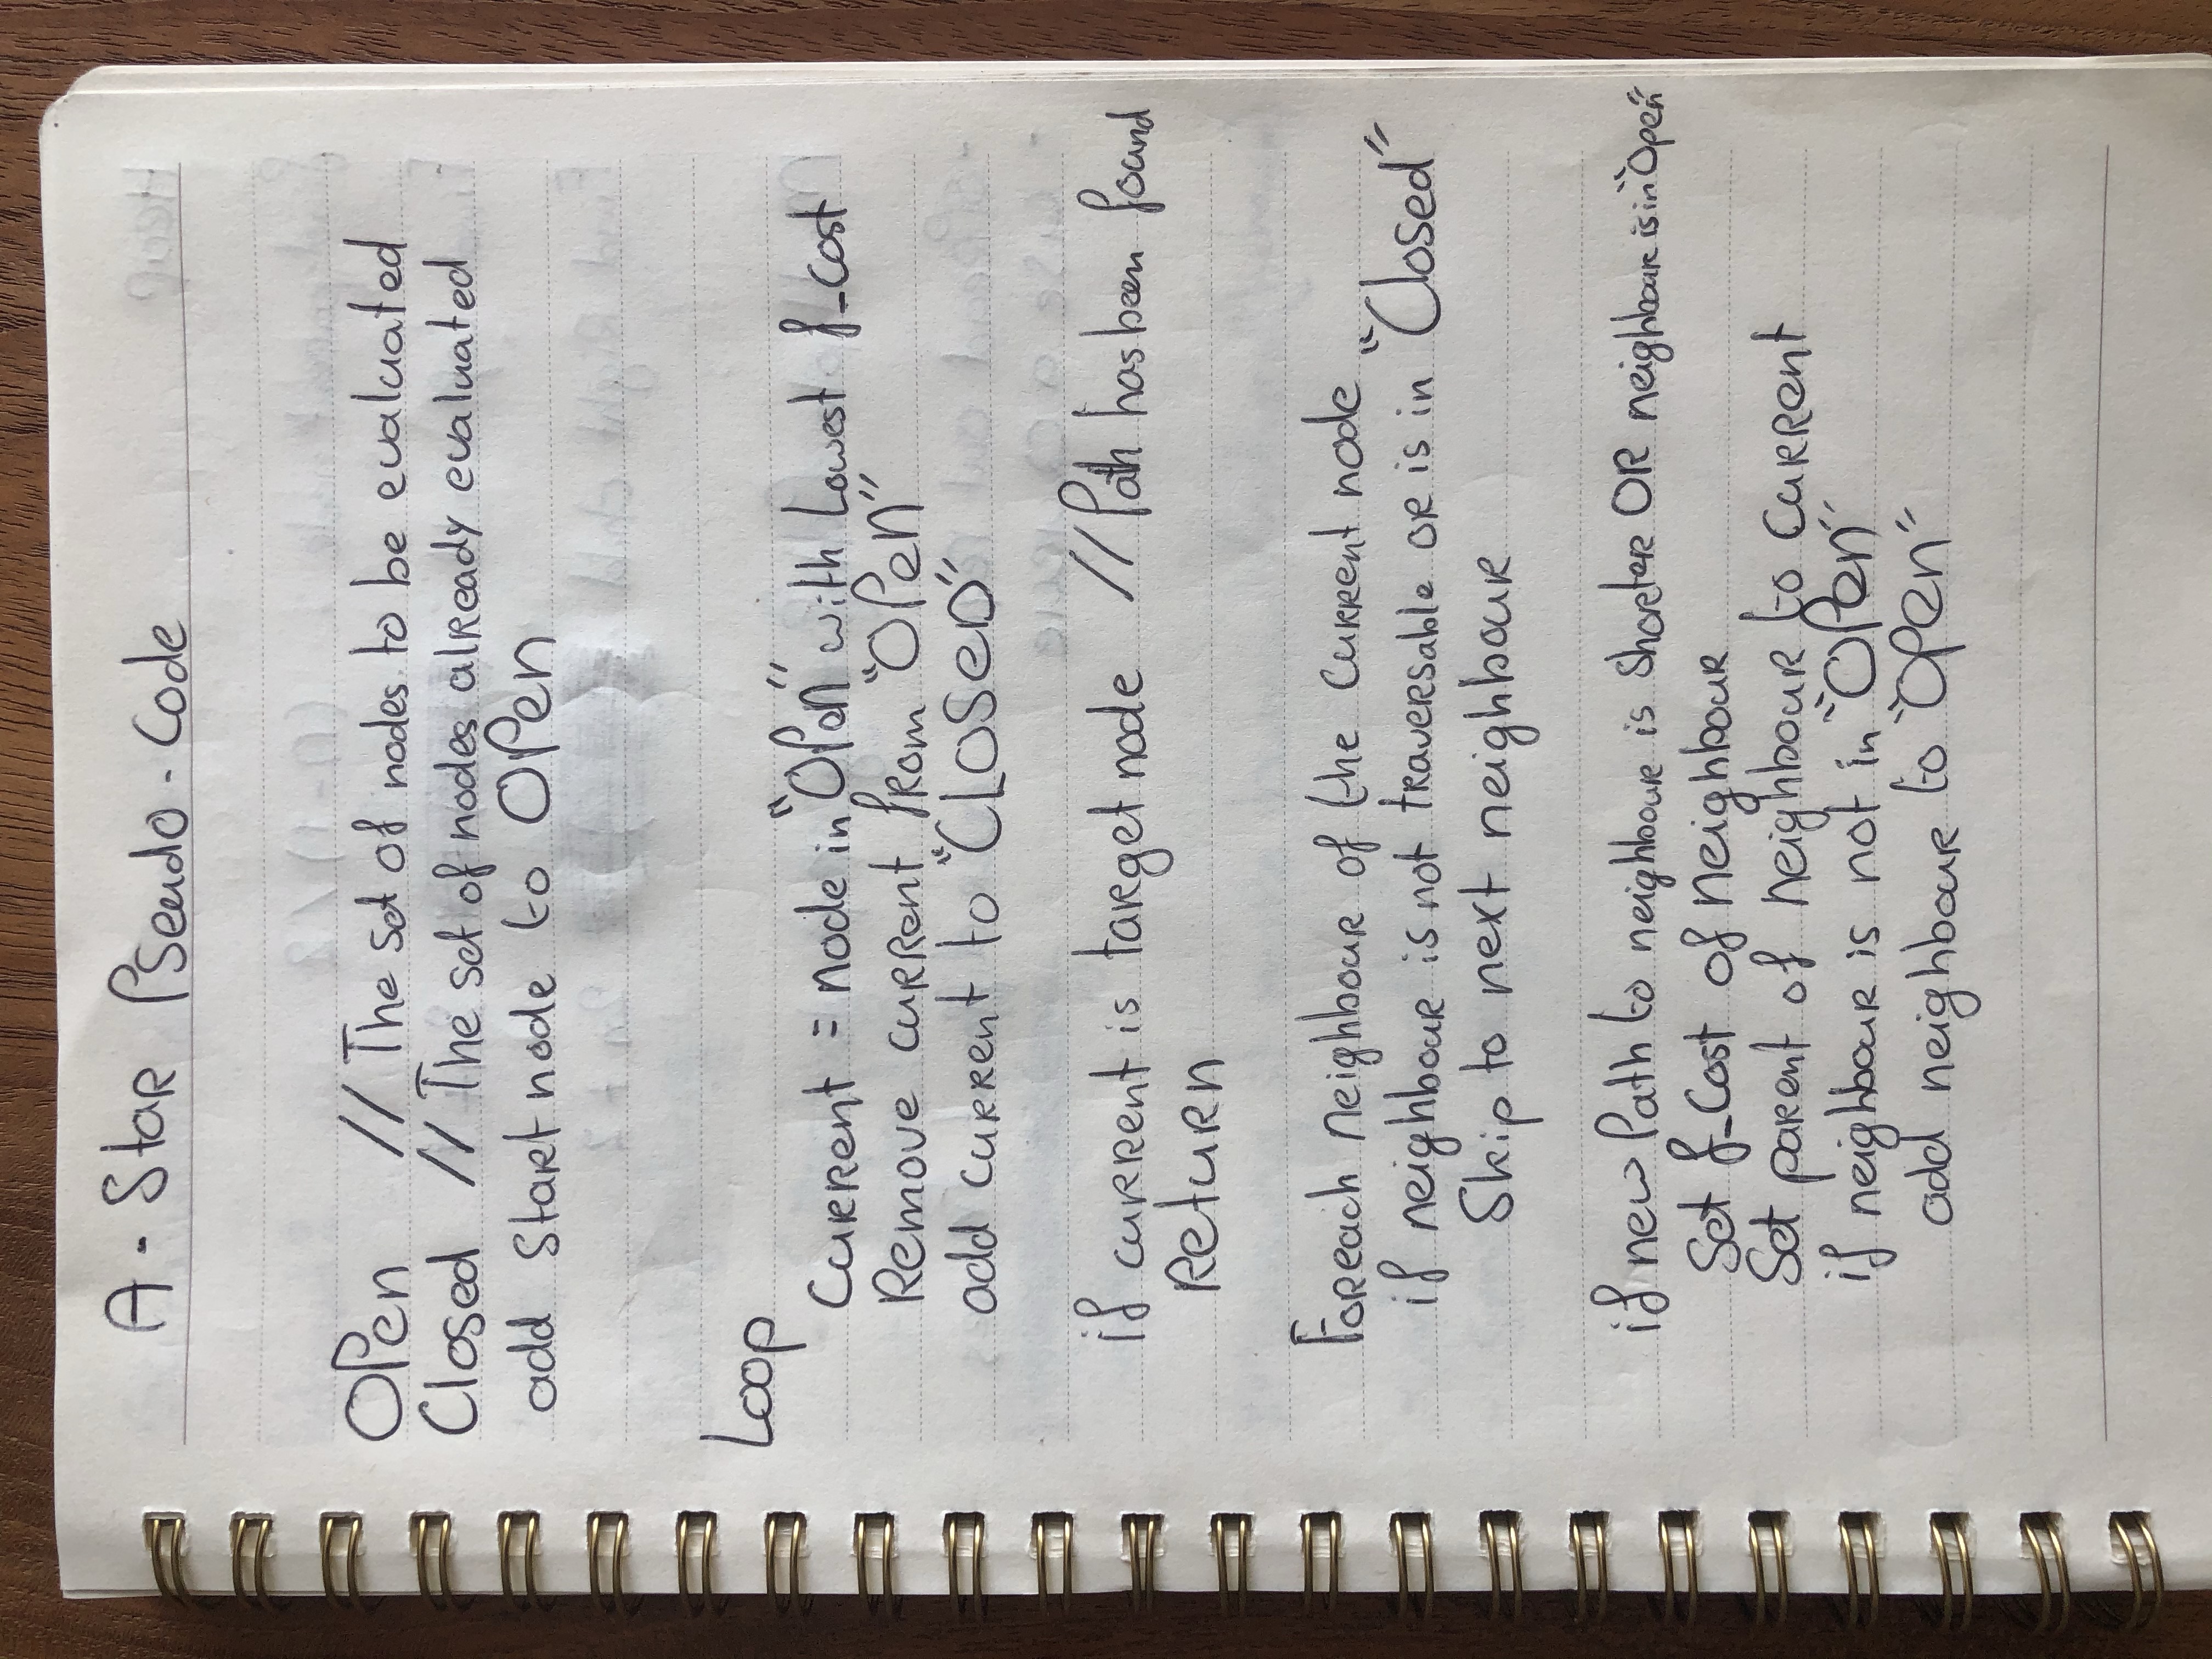 A - Star Pseudo - Code
Open // The set of nodes to be evaluated
Closed // The set of nodes already evaluated
add Start node to Open
Loop
Current = node in "Open" with Lowest f_cost
Remove current from "Open"
add current to "CLOSED"
if current is target node // Path has been found
Return
Foreach neighbour of the current node
if neighbour is not traversable OR is in "Closed"
Skip to next neighbour
if new Path to neighbour is shorter OR neighbour is in "Open"
Set f_Cost of neighbour
Set parent of neighbour to current
if neighbour is not in "Open"
add neighbour to "Open"